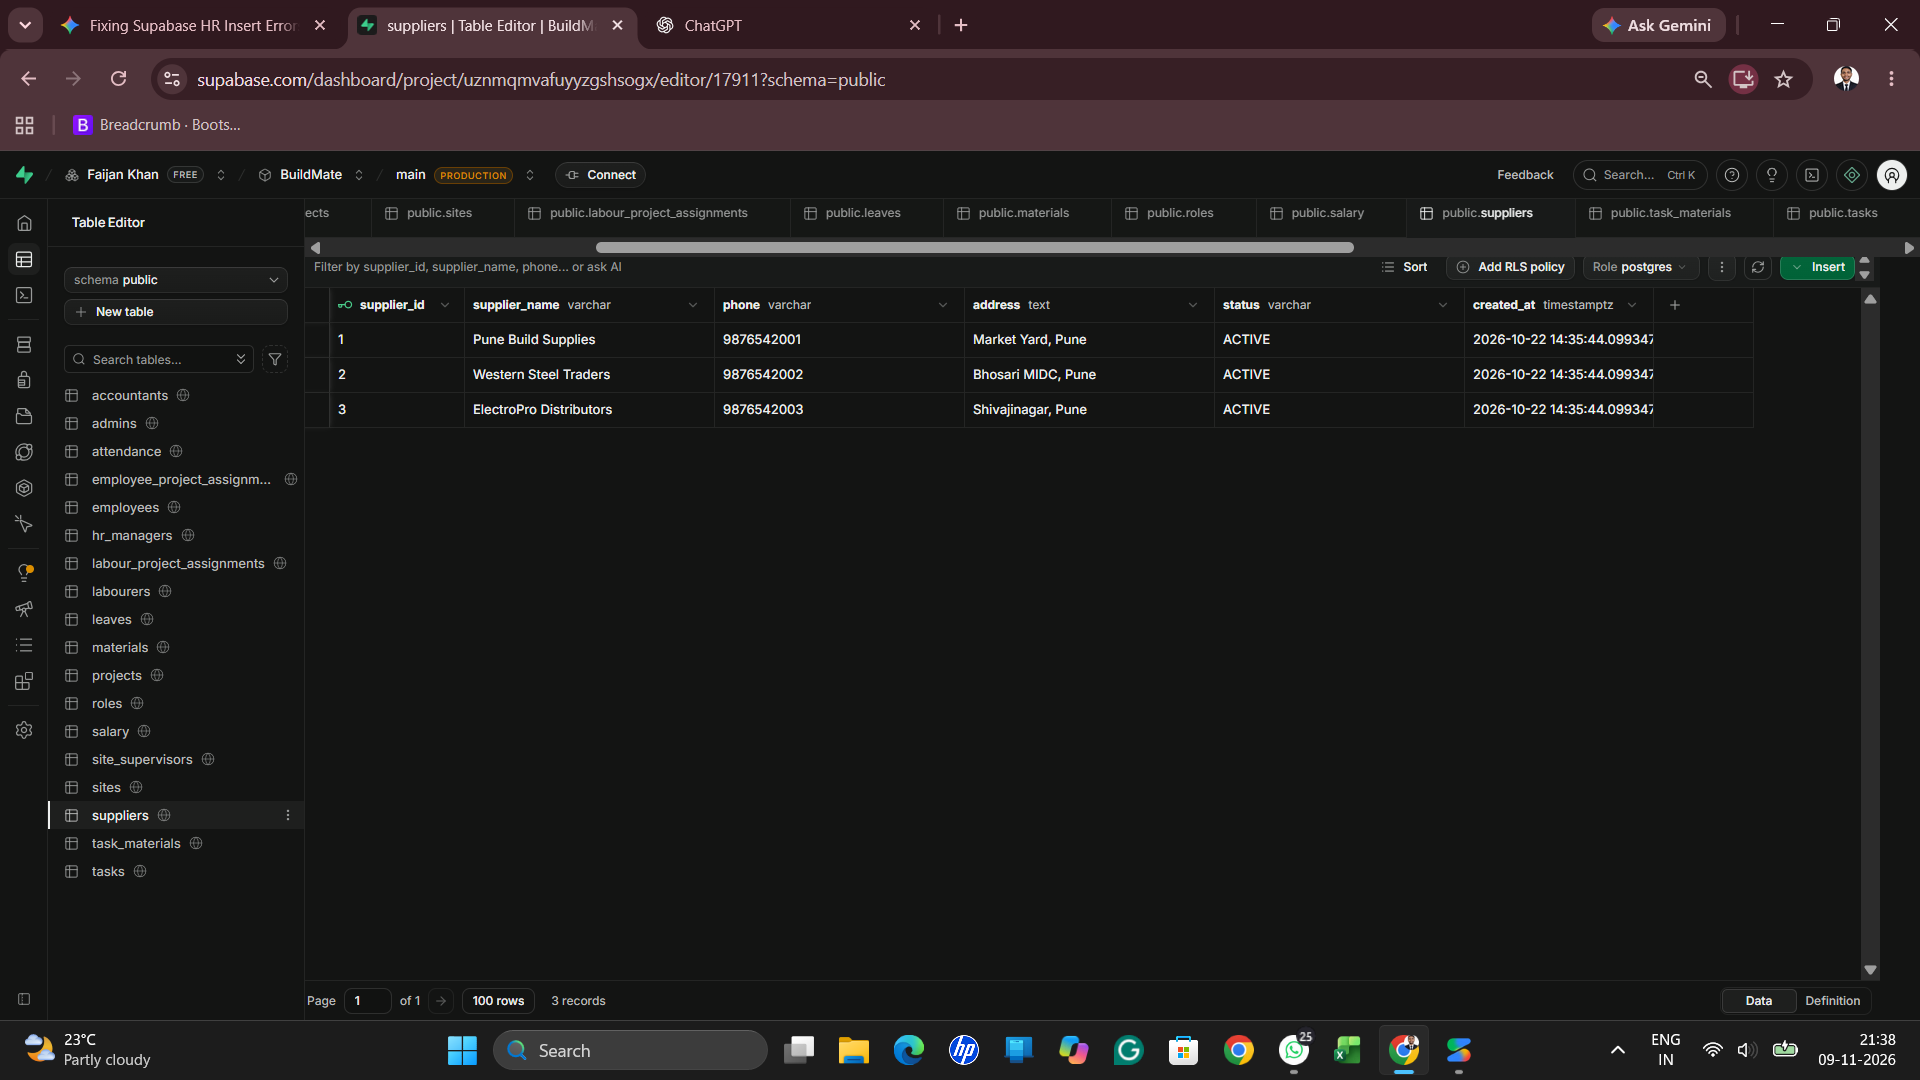 Fixing Supabase HR Insert Error
suppliers | Table Editor | BuildM
ChatGPT
Ask Gemini
supabase.com/dashboard/project/uznmqmvafuyyzgshsogx/editor/17911?schema=public
B Breadcrumb · Boots...
Faijan Khan FREE
BuildMate
main PRODUCTION
Connect
Feedback
Search... Ctrl K
Table Editor
ects
public.sites
public.labour_project_assignments
public.leaves
public.materials
public.roles
public.salary
public.suppliers
public.task_materials
public.tasks
schema public
New table
Search tables...
accountants
admins
attendance
employee_project_assignm...
employees
hr_managers
labour_project_assignments
labourers
leaves
materials
projects
roles
salary
site_supervisors
sites
suppliers
task_materials
tasks
Filter by supplier_id, supplier_name, phone... or ask AI
Sort
Add RLS policy
Role postgres
Insert
supplier_id supplier_name varchar phone varchar address text status varchar created_at timestamptz
1 Pune Build Supplies 9876542001 Market Yard, Pune ACTIVE 2026-10-22 14:35:44.099347
2 Western Steel Traders 9876542002 Bhosari MIDC, Pune ACTIVE 2026-10-22 14:35:44.099347
3 ElectroPro Distributors 9876542003 Shivajinagar, Pune ACTIVE 2026-10-22 14:35:44.099347
Page 1 of 1 100 rows 3 records
Data Definition
23°C
Partly cloudy
Search
25
ENG
IN
21:38
09-11-2026